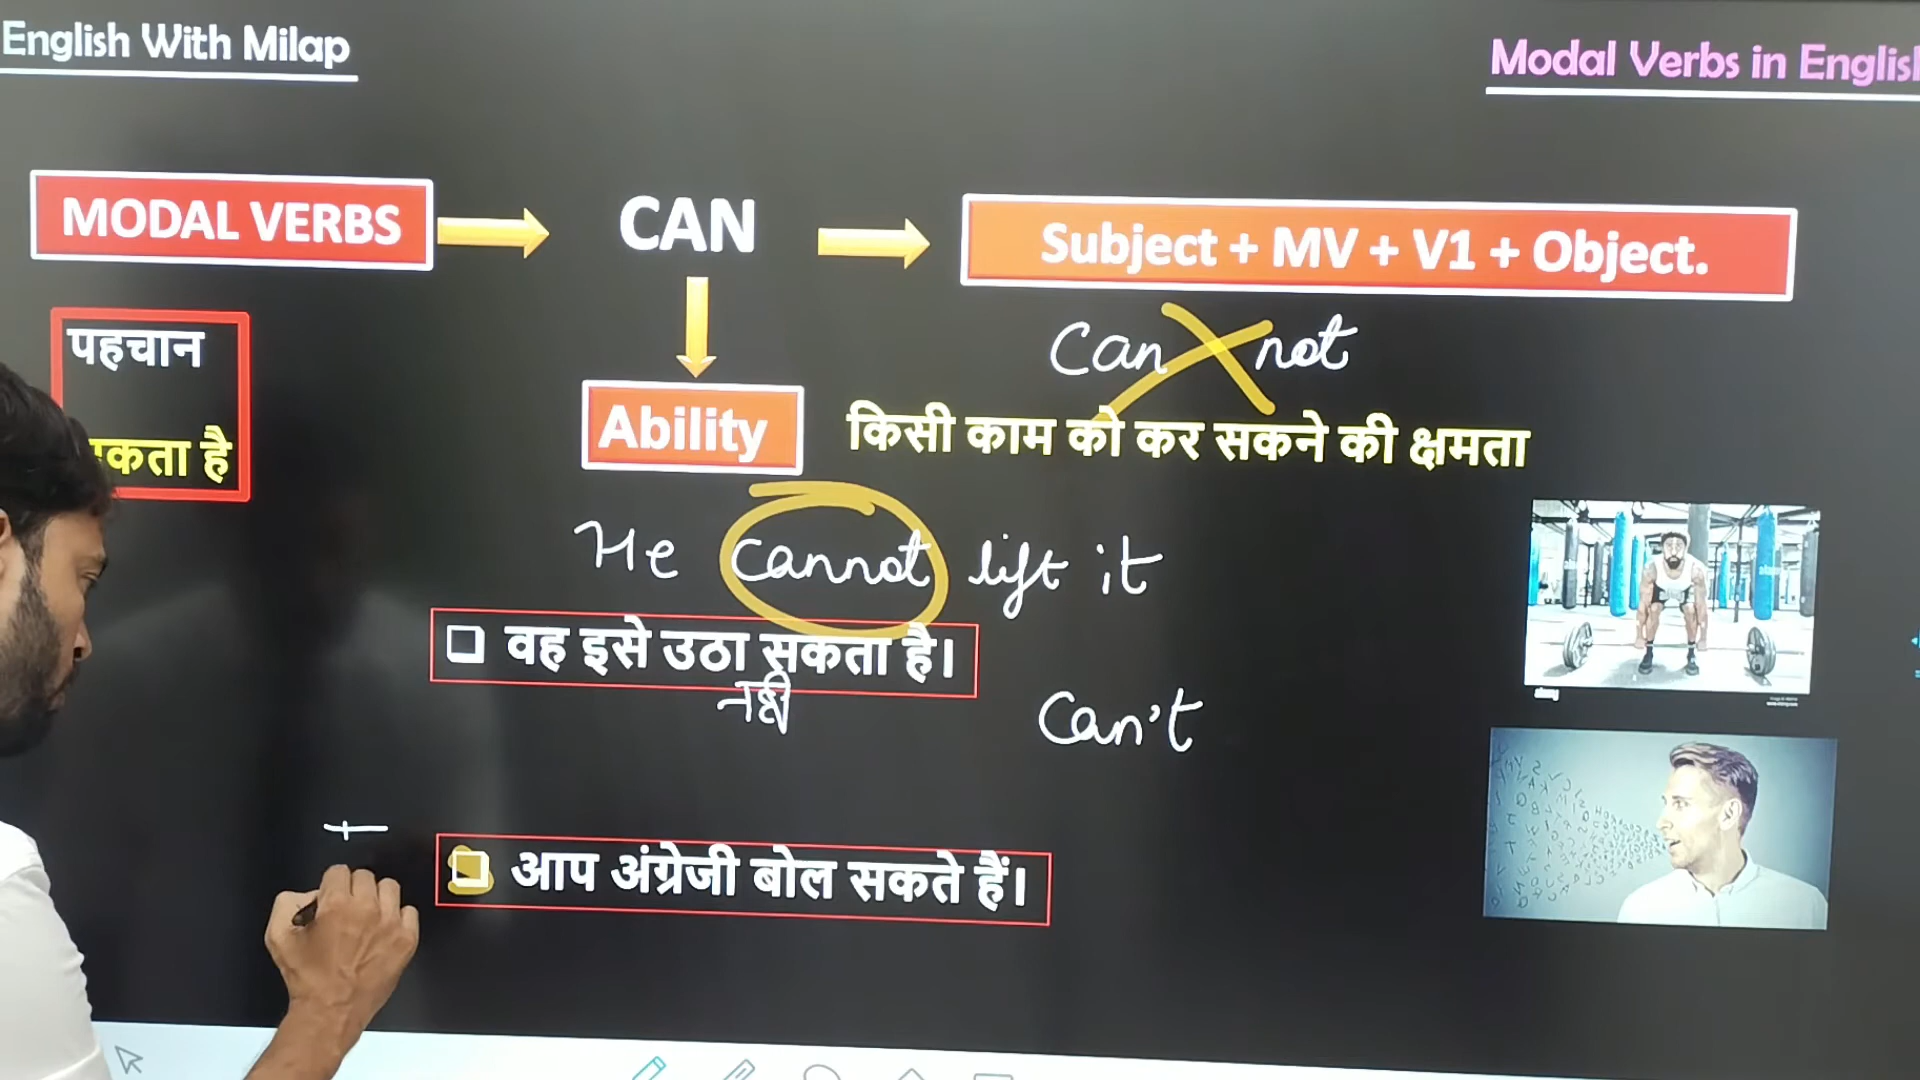 English With Milap
Modal Verbs in English
MODAL VERBS
CAN
Subject + MV + V1 + Object.
पहचान
सकता है
Can not
Ability
किसी काम को कर सकने की क्षमता
He cannot lift it
वह इसे उठा सकता है।
नहीं
Can't
आप अंग्रेजी बोल सकते हैं।